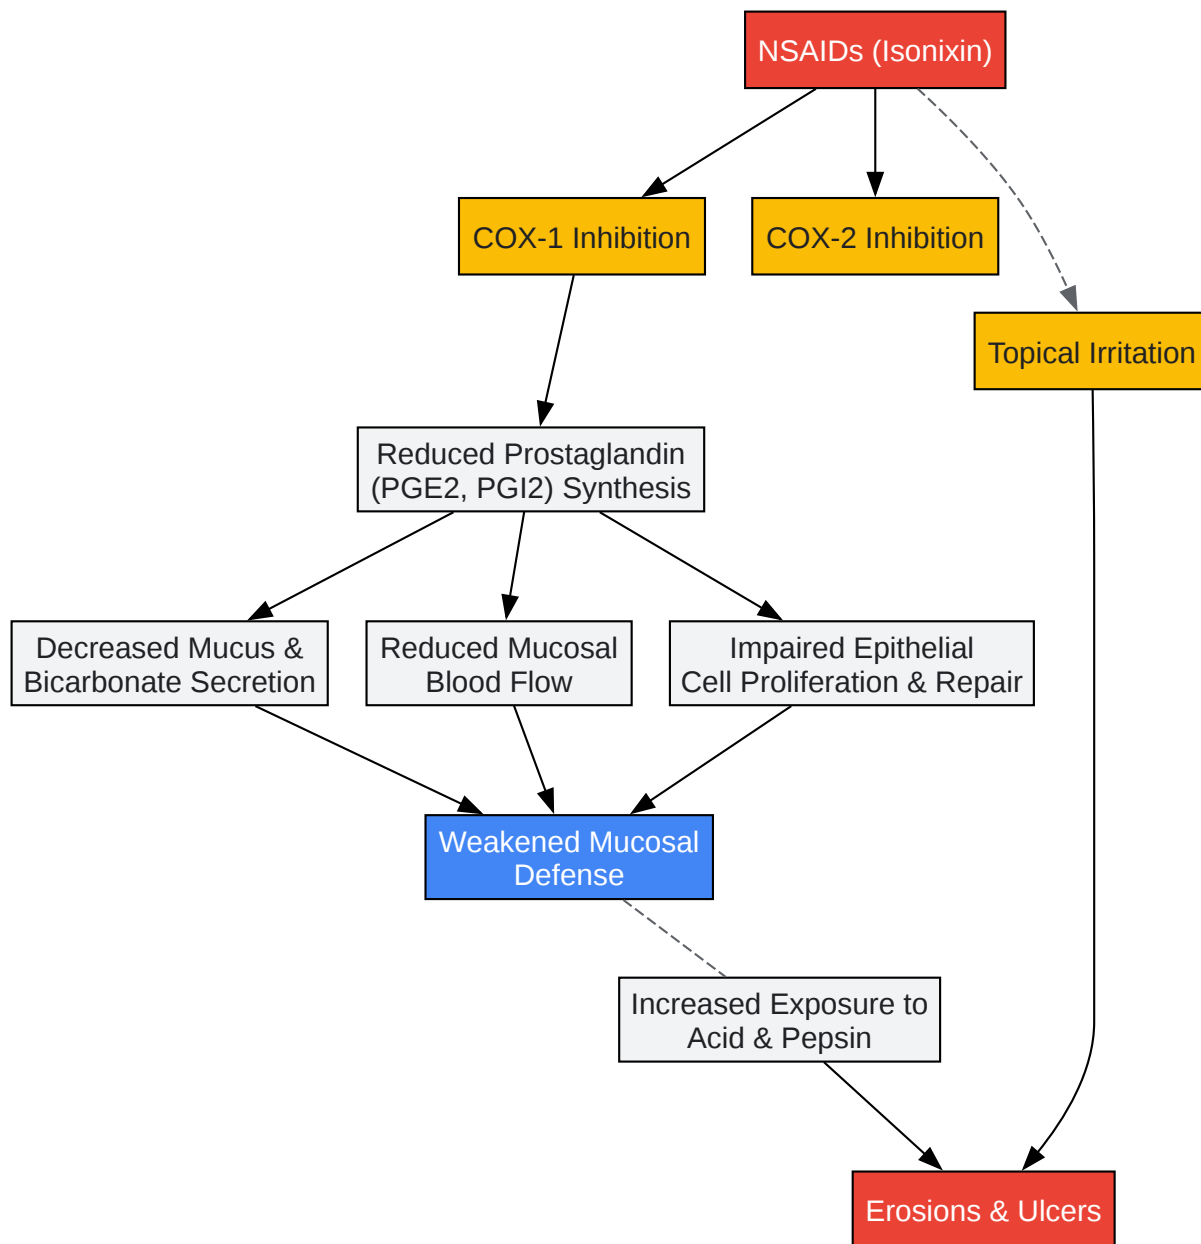 NSAIDs (Isonixin)
COX-1 Inhibition
COX-2 Inhibition
Topical Irritation
Reduced Prostaglandin
(PGE2, PGI2) Synthesis
Decreased Mucus &
Bicarbonate Secretion
Reduced Mucosal
Blood Flow
Impaired Epithelial
Cell Proliferation & Repair
Weakened Mucosal
Defense
Increased Exposure to
Acid & Pepsin
Erosions & Ulcers